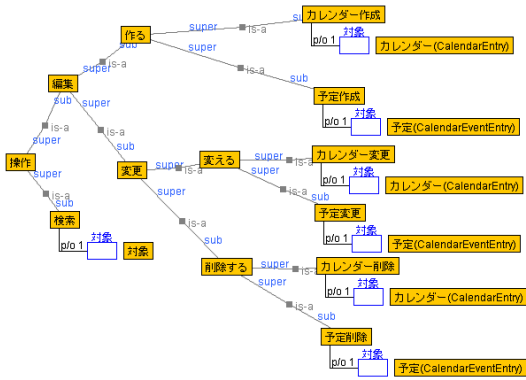 カレンダー作成
super
su
作る
対象
p/o 1
カレンダー(CalendarEntry)
super
sub
is-a
super
is-a
編集
sub
予定作成
sub
super
対象
p/o 1
予定(CalendarEventEntry)
is-a
is-a
super
操作
sub
変更
super
is-a
変える
super
is-a
カレンダー変更
対象
p/o 1
カレンダー(CalendarEntry)
super
super
is-a
sub
is-a
sub
検索
予定変更
対象
p/o 1
対象
対象
p/o 1
予定(CalendarEventEntry)
is-a
sub
削除する
super
is-a
カレンダー削除
super
対象
p/o 1
カレンダー(CalendarEntry)
is-a
sub
予定削除
対象
p/o 1
予定(CalendarEventEntry)